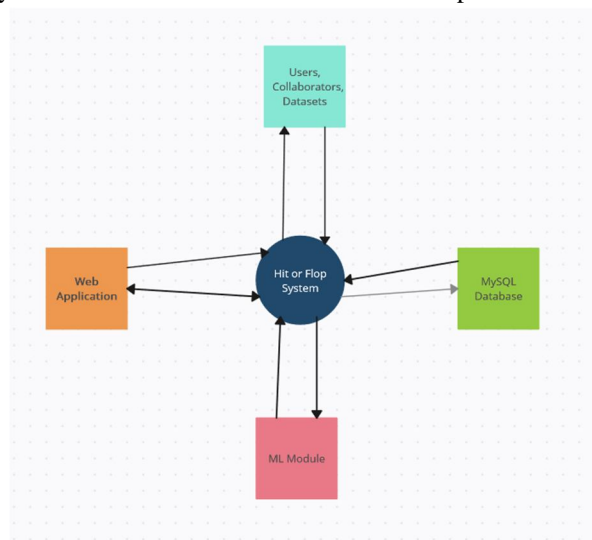 Users,
Collaborators,
Datasets
Hit or Flop
System
Web
Application
MySQL
Database
ML Module